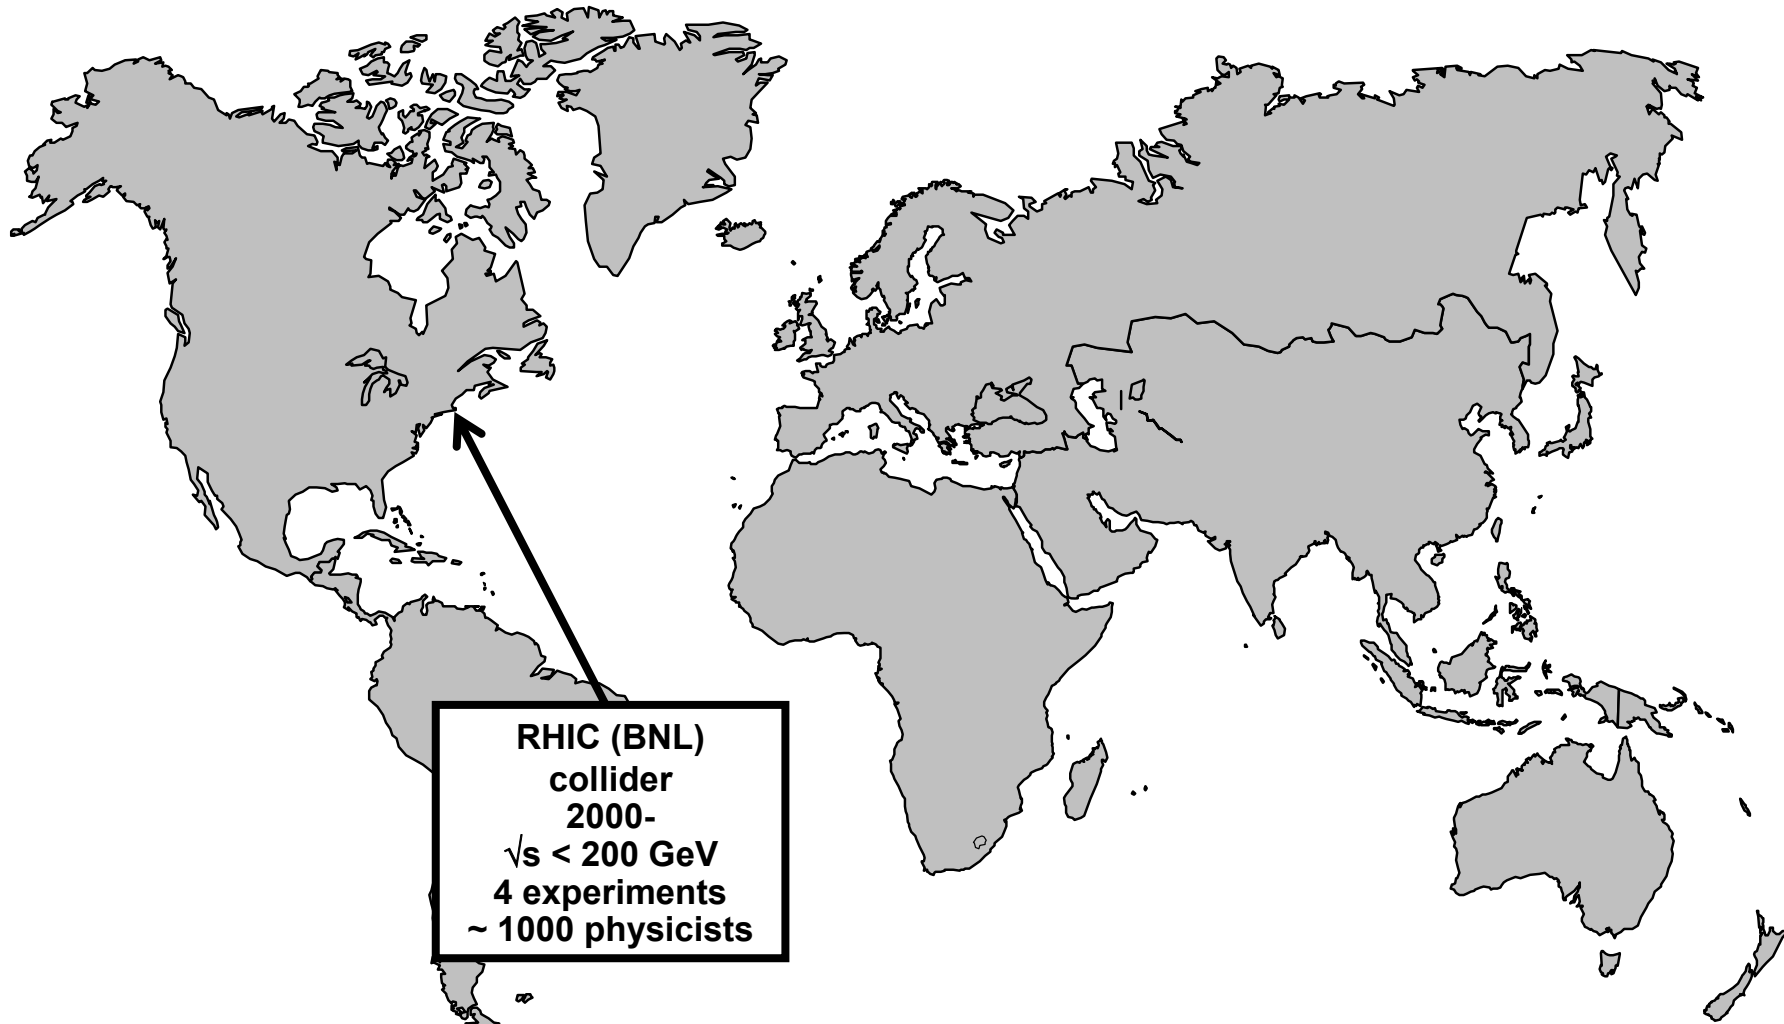 RHIC (BNL)
collider
2000-
√s < 200 GeV
4 experiments
~ 1000 physicists